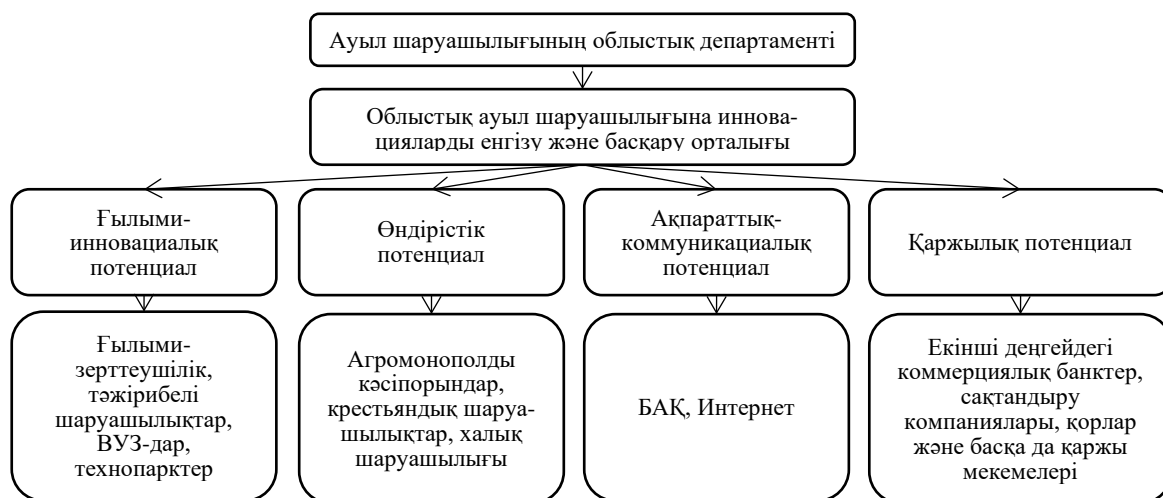 Ауыл шаруашылығының облыстық департаменті
Облыстық ауыл шаруашылығына иннова-
цияларды енгізу және басқару орталығы
Ғылыми-
инновациалық
потенциал
Өндірістік
потенциал
Ақпараттық-
коммуникациалық
потенциал
Қаржылық потенциал
Ғылыми-
зерттеушілік,
тәжірибелі
шаруашылықтар,
ВУЗ-дар,
технопарктер
Агромонополды
кәсіпорындар,
крестьяндық шаруа-
шылықтар, халық
шаруашылығы
БАҚ, Интернет
Екінші деңгейдегі
коммерциялық банктер,
сақтандыру
компаниялары, қорлар
және басқа да қаржы
мекемелері